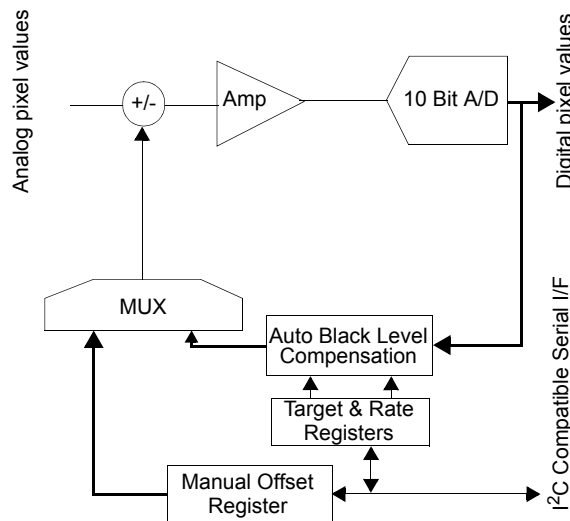 Analog pixel values
+/-
Amp
10 Bit A/D
Digital pixel values
MUX
Auto Black Level
Compensation
Target & Rate
Registers
Manual Offset
Register
I²C Compatible Serial I/F